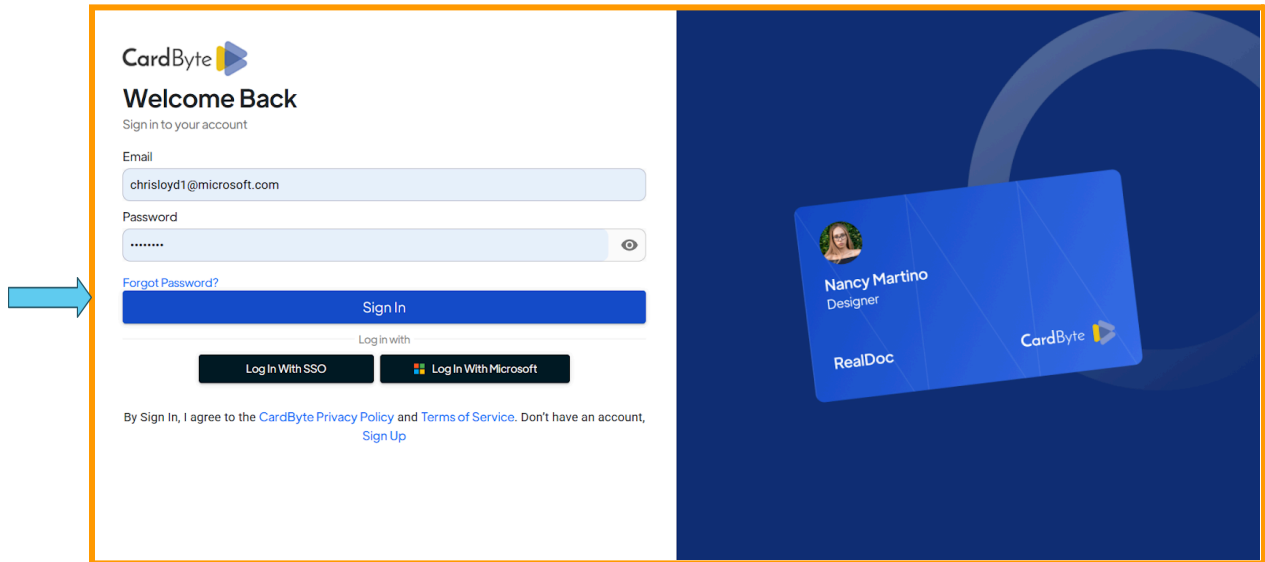 CardByte
Welcome Back
Sign in to your account
Email
chrisloyd1@microsoft.com
Password
••••••••
Forgot Password?
Sign In
Log in with
Log In With SSO
Log In With Microsoft
By Sign In, I agree to the CardByte Privacy Policy and Terms of Service. Don't have an account,
Sign Up
Nancy Martino
Designer
CardByte
RealDoc